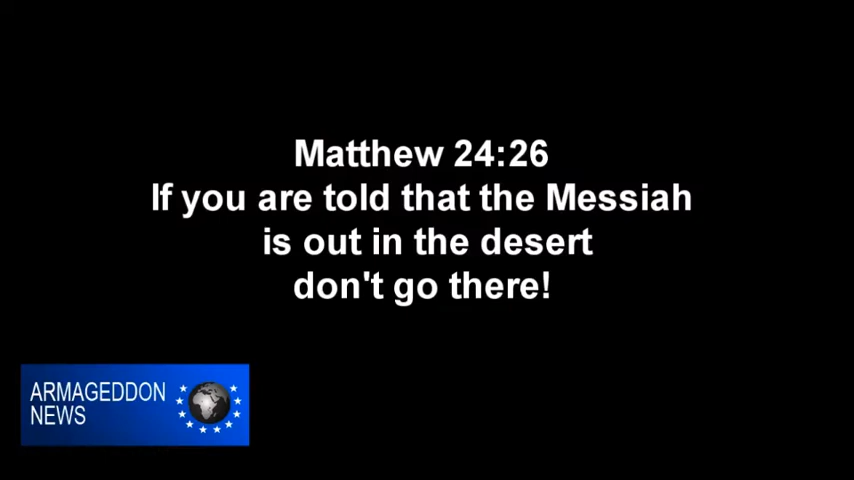 Matthew 24:26
If you are told that the Messiah
is out in the desert
don't go there!
ARMAGEDDON
NEWS